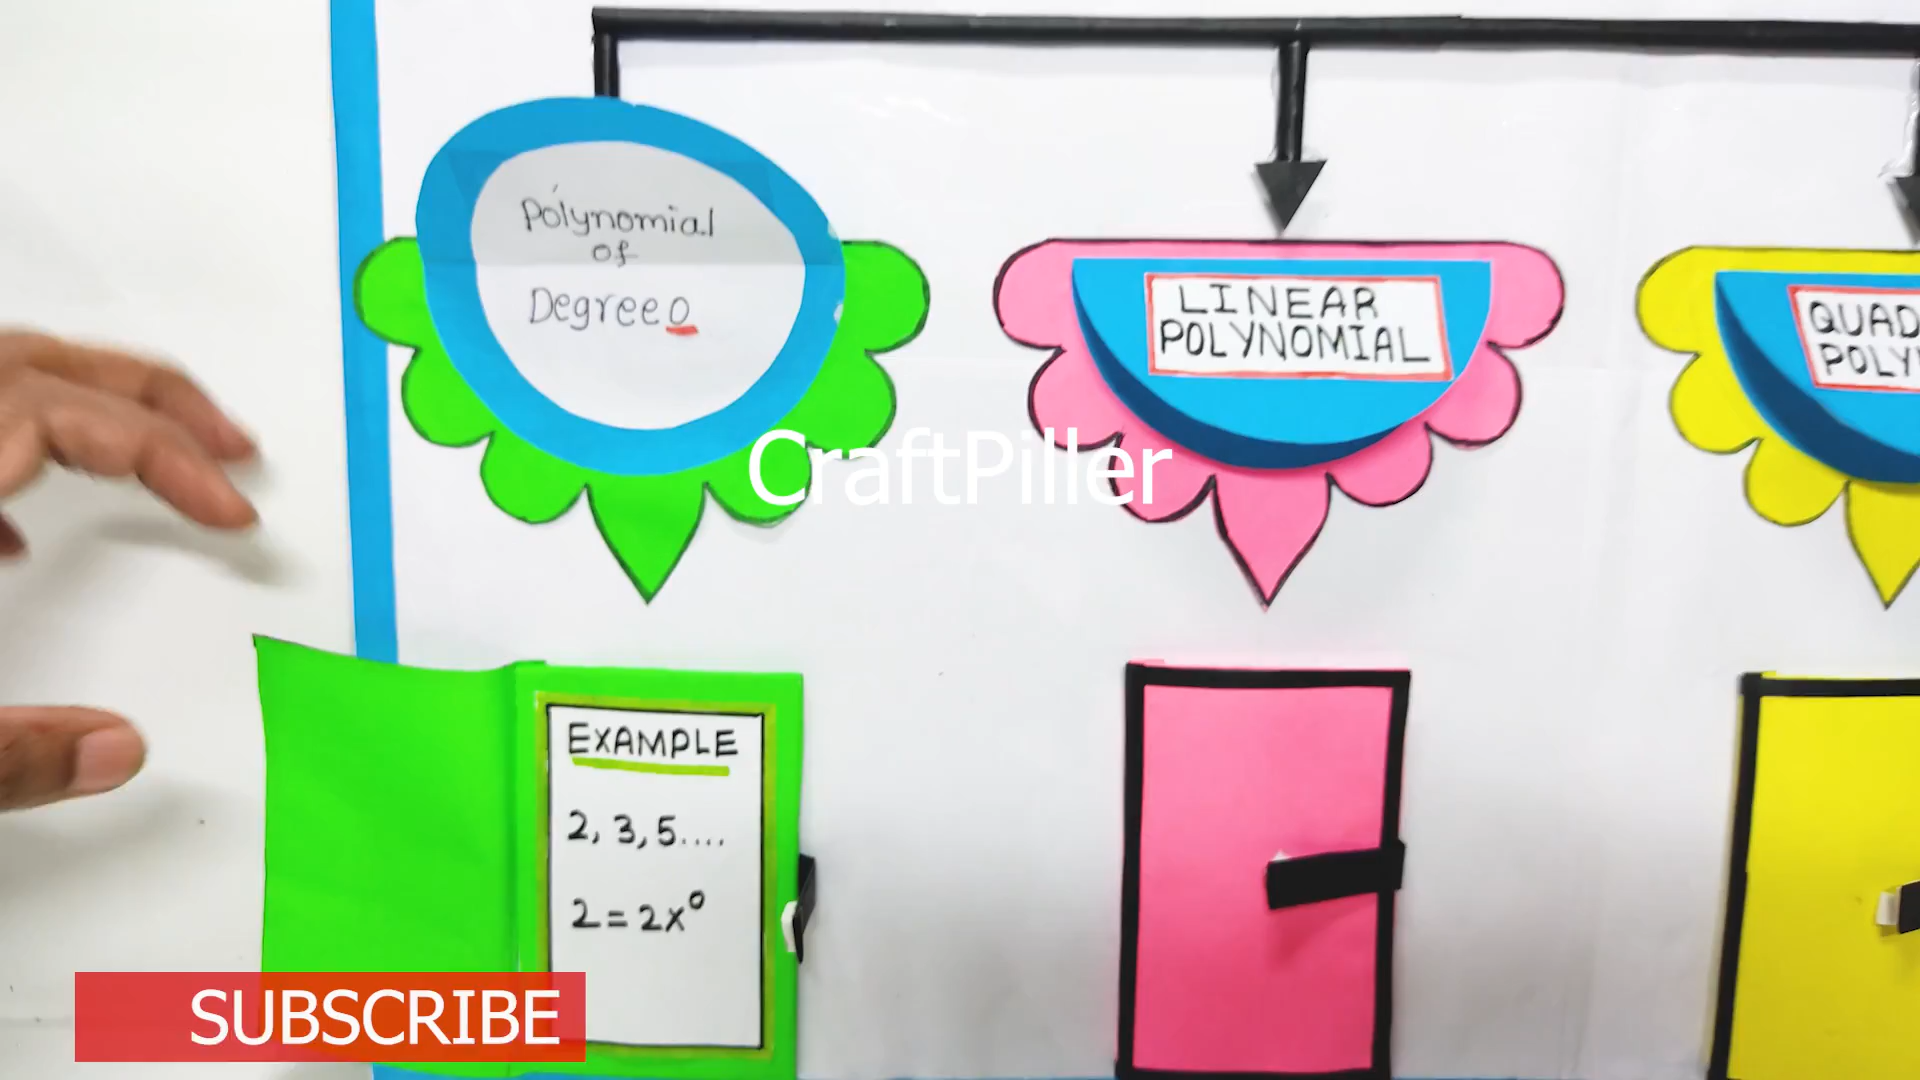 Polynomial
of
Degree 0
LINEAR
POLYNOMIAL
QUAD
POLY
CraftPiller
EXAMPLE
2, 3, 5....
2 = 2x⁰
SUBSCRIBE